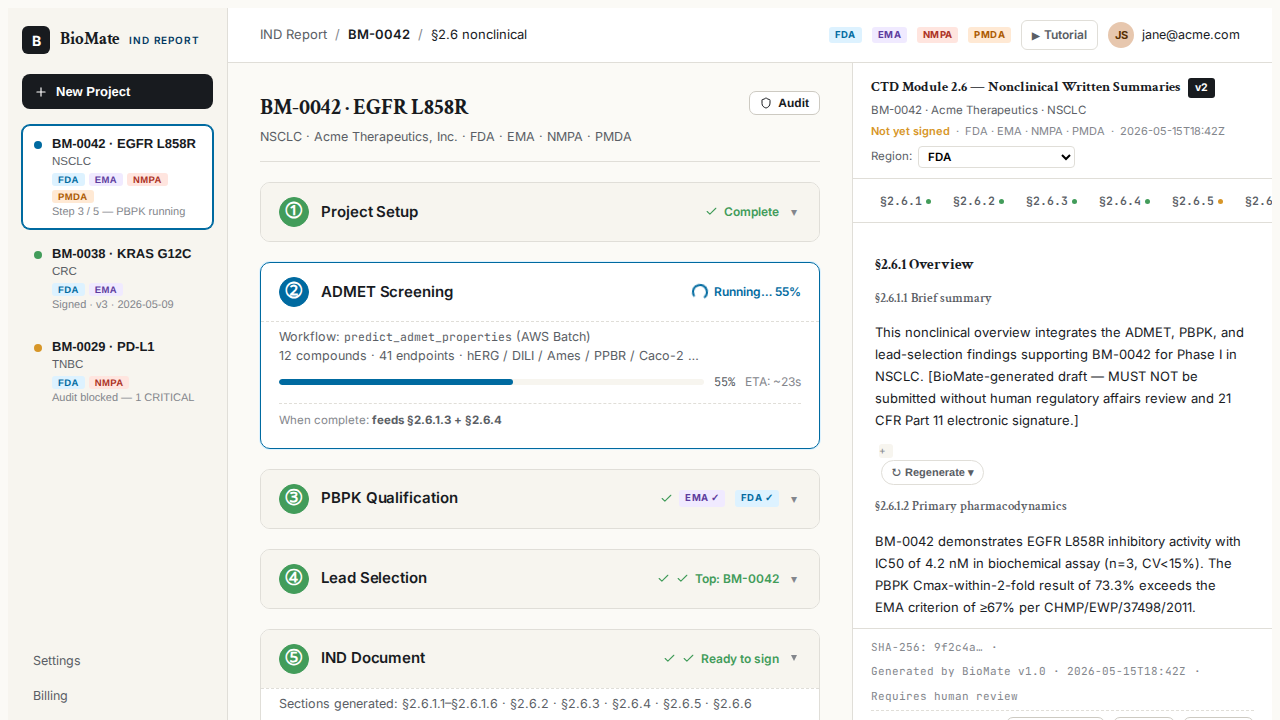 B BioMate IND REPORT
+ New Project
BM-0042 · EGFR L858R
NSCLC
FDA EMA NMPA
PMDA
Step 3 / 5 — PBPK running
BM-0038 · KRAS G12C
CRC
FDA EMA
Signed · v3 · 2026-05-09
BM-0029 · PD-L1
TNBC
FDA NMPA
Audit blocked — 1 CRITICAL
Settings
Billing
IND Report / BM-0042 / §2.6 nonclinical
FDA EMA NMPA PMDA ▶ Tutorial JS jane@acme.com
BM-0042 · EGFR L858R
Audit
NSCLC · Acme Therapeutics, Inc. · FDA · EMA · NMPA · PMDA
① Project Setup ✓ Complete ▾
② ADMET Screening Running... 55%
Workflow: predict_admet_properties (AWS Batch)
12 compounds · 41 endpoints · hERG / DILI / Ames / PPBR / Caco-2 ...
55% ETA: ~23s
When complete: feeds §2.6.1.3 + §2.6.4
③ PBPK Qualification ✓ EMA ✓ FDA ✓ ▾
④ Lead Selection ✓ ✓ Top: BM-0042 ▾
⑤ IND Document ✓ ✓ Ready to sign ▾
Sections generated: §2.6.1.1–§2.6.1.6 · §2.6.2 · §2.6.3 · §2.6.4 · §2.6.5 · §2.6.6
CTD Module 2.6 — Nonclinical Written Summaries v2
BM-0042 · Acme Therapeutics · NSCLC
Not yet signed · FDA · EMA · NMPA · PMDA · 2026-05-15T18:42Z
Region: FDA
§2.6.1 §2.6.2 §2.6.3 §2.6.4 §2.6.5 §2.6
§2.6.1 Overview
§2.6.1.1 Brief summary
This nonclinical overview integrates the ADMET, PBPK, and
lead-selection findings supporting BM-0042 for Phase I in
NSCLC. [BioMate-generated draft — MUST NOT be
submitted without human regulatory affairs review and 21
CFR Part 11 electronic signature.]
+
↻ Regenerate ▾
§2.6.1.2 Primary pharmacodynamics
BM-0042 demonstrates EGFR L858R inhibitory activity with
IC50 of 4.2 nM in biochemical assay (n=3, CV<15%). The
PBPK Cmax-within-2-fold result of 73.3% exceeds the
EMA criterion of ≥67% per CHMP/EWP/37498/2011.
SHA-256: 9f2c4a… ·
Generated by BioMate v1.0 · 2026-05-15T18:42Z ·
Requires human review